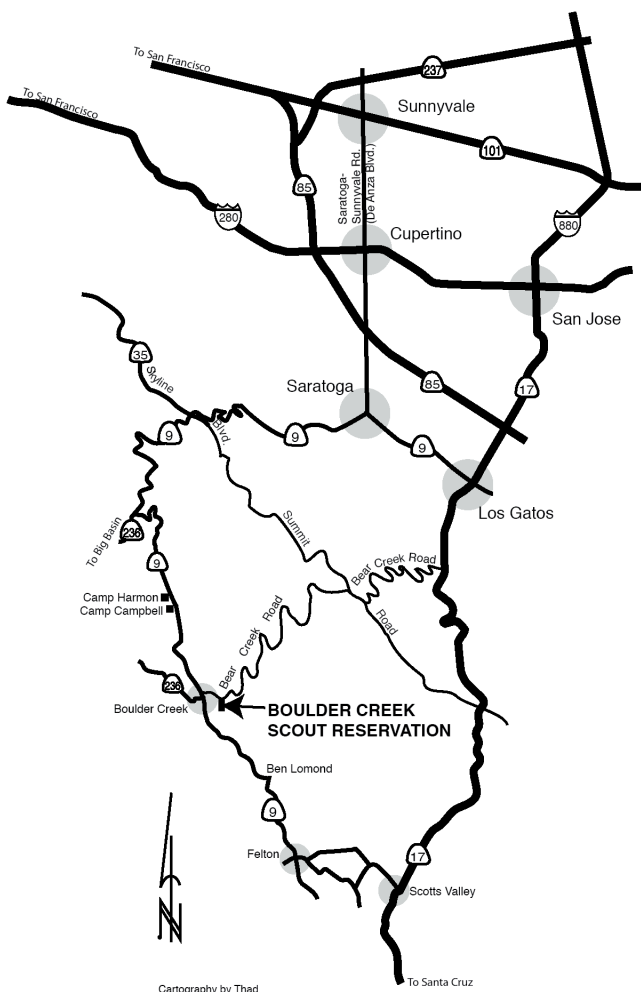 To San Francisco
237
To San Francisco
Sunnyvale
101
Saratoga-
Sunnyvale Rd.
(De Anza Blvd.)
85
280
880
Cupertino
San Jose
35
Skyline
Saratoga
85
17
Blvd.
9
9
9
Los Gatos
Summit
236
To Big Basin
9
Bear Creek Road
Camp Harmon
Camp Campbell
Bear Creek Road
Road
236
Boulder Creek
BOULDER CREEK
SCOUT RESERVATION
Ben Lomond
9
Felton
17
Scotts Valley
N
To Santa Cruz
Cartography by Thad